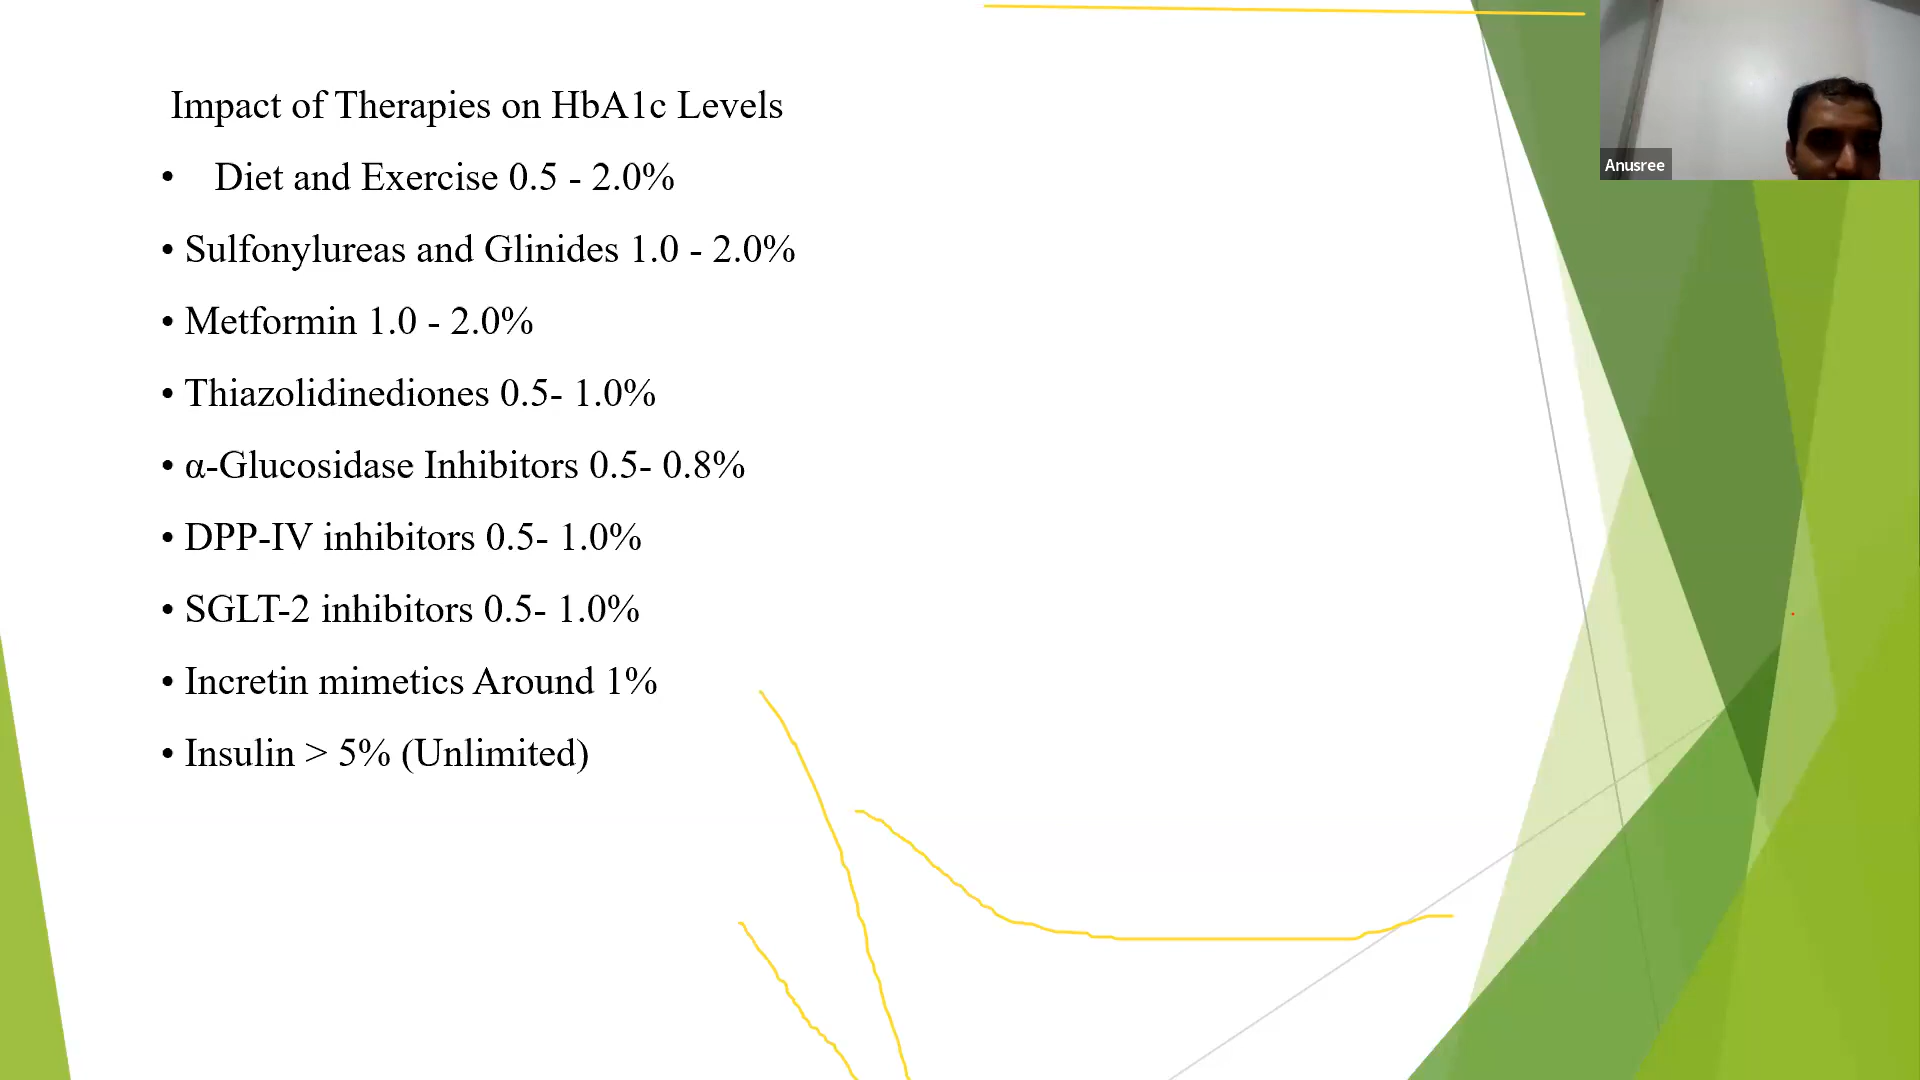 Impact of Therapies on HbA1c Levels
• Diet and Exercise 0.5 - 2.0%
• Sulfonylureas and Glinides 1.0 - 2.0%
• Metformin 1.0 - 2.0%
• Thiazolidinediones 0.5- 1.0%
• α-Glucosidase Inhibitors 0.5- 0.8%
• DPP-IV inhibitors 0.5- 1.0%
• SGLT-2 inhibitors 0.5- 1.0%
• Incretin mimetics Around 1%
• Insulin > 5% (Unlimited)
Anusree